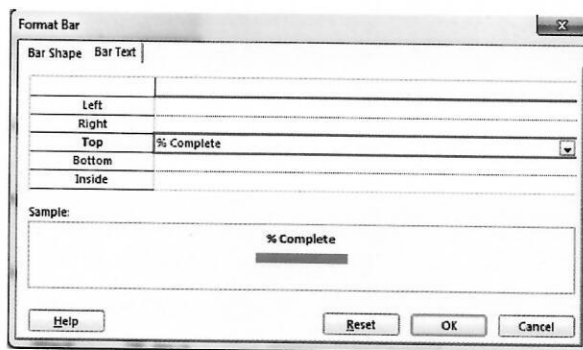 Format Bar
Bar Shape Bar Text
Left
Right
Top % Complete
Bottom
Inside
Sample:
% Complete
Help Reset OK Cancel